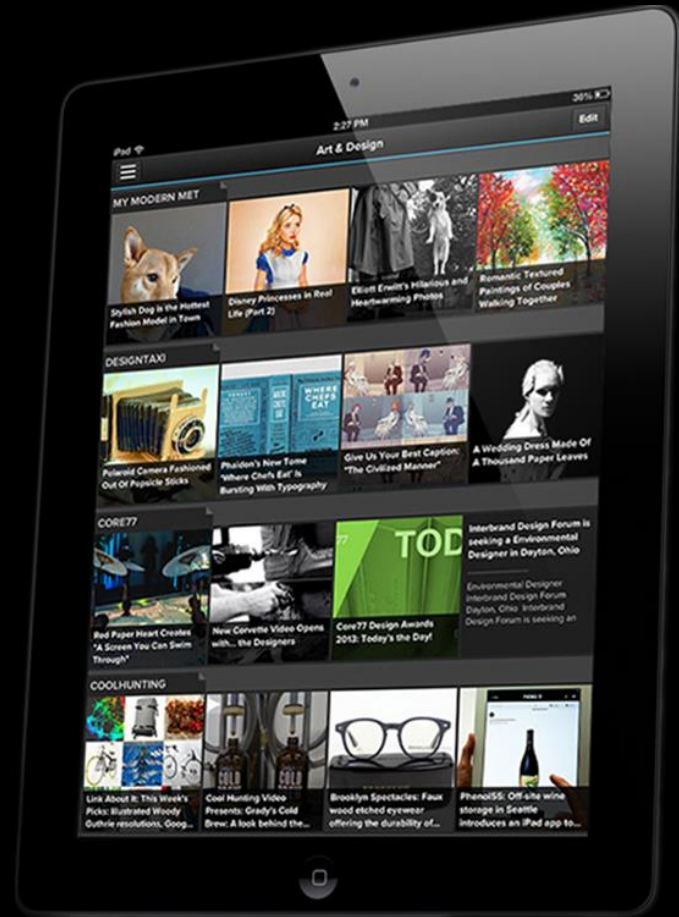 iPad
2:27 PM
36%
Art & Design
Edit
MY MODERN MET
Stylish Dog is the Hottest
Fashion Model in Town
Disney Princesses in Real
Life (Part 2)
Elliott Erwitt's Hilarious and
Heartwarming Photos
Romantic Textured
Paintings of Couples
Walking Together
DESIGNTAXI
Polaroid Camera Fashioned
Out Of Popsicle Sticks
WHERE
CHEFS
EAT
Phaidon's New Tome
'Where Chefs Eat' Is
Bursting With Typography
Give Us Your Best Caption:
"The Civilized Manner"
A Wedding Dress Made Of
A Thousand Paper Leaves
CORE77
Red Paper Heart Creates
"A Screen You Can Swim
Through"
New Corvette Video Opens
with... the Designers
77
TOD
Core77 Design Awards
2013: Today's the Day!
Interbrand Design Forum is
seeking a Environmental
Designer in Dayton, Ohio
Environmental Designer
Interbrand Design Forum
Dayton, Ohio Interbrand
Design Forum is seeking an
COOLHUNTING
Link About It: This Week's
Picks: Illustrated Woody
Guthrie resolutions, Goog...
COLD
COLD
Cool Hunting Video
Presents: Grady's Cold
Brew: A look behind the...
Brooklyn Spectacles: Faux
wood etched eyewear
offering the durability of...
Phenol55: Off-site wine
storage in Seattle
introduces an iPad app to...